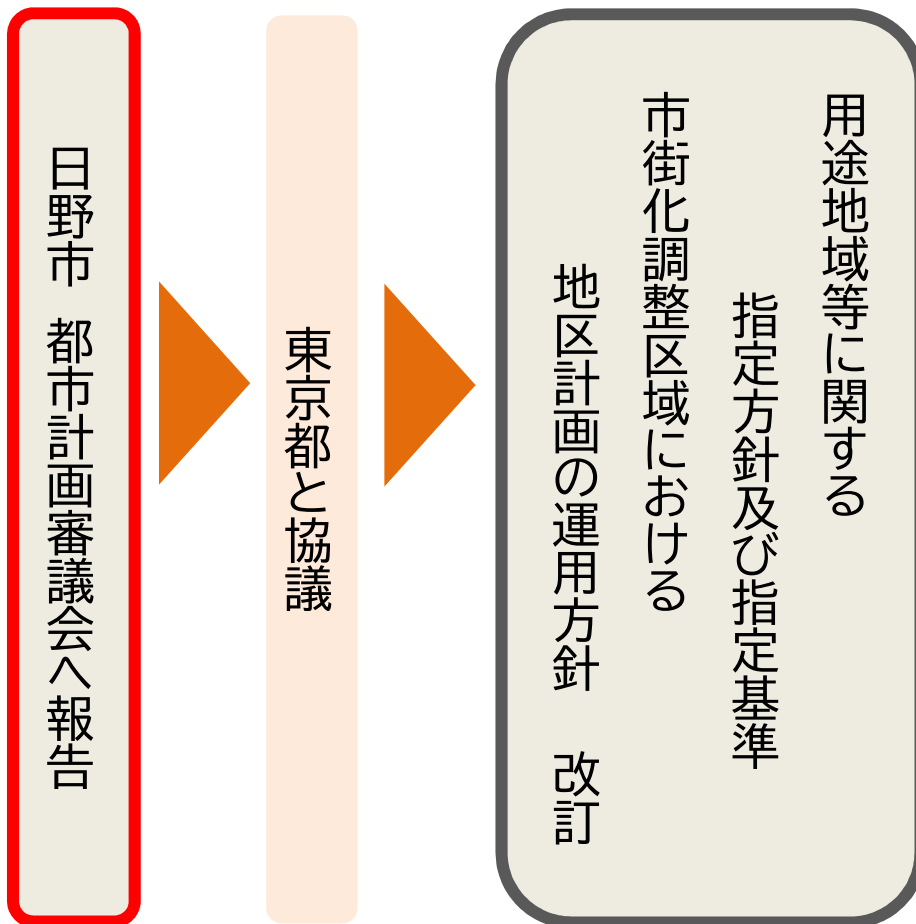 日野市 都市計画審議会へ報告
東京都と協議
用途地域等に関する
指定方針及び指定基準
市街化調整区域における
地区計画の運用方針 改訂